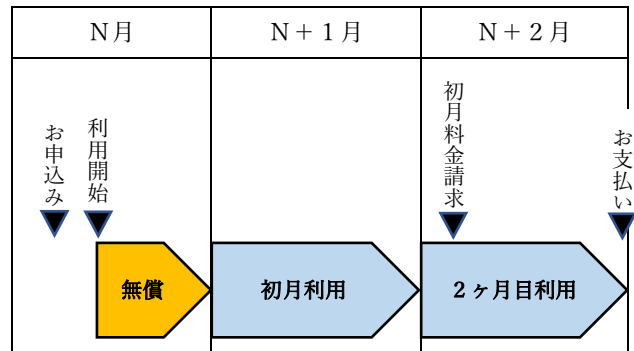 N月
N＋１月
N＋２月
お申込み
利用開始
初月料金請求
お支払い
無償
初月利用
２ヶ月目利用